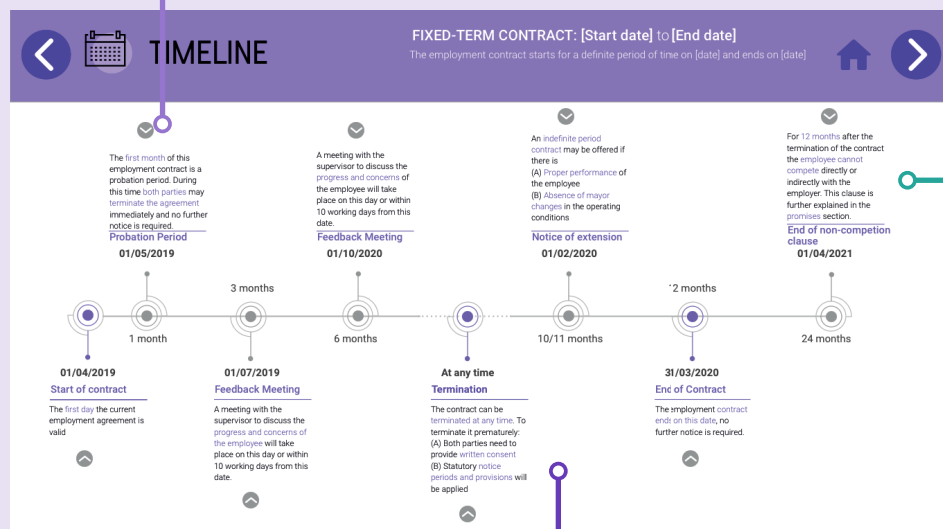 TIMELINE
FIXED-TERM CONTRACT: [Start date] to [End date]
The employment contract starts for a definite period of time on [date] and ends on [date]
The first month of this
employment contract is a
probation period. During
this time both parties may
terminate the agreement
immediately and no further
notice is required.
Probation Period
01/05/2019
A meeting with the
supervisor to discuss the
progress and concerns of
the employee will take
place on this day or within
10 working days from this
date.
Feedback Meeting
01/10/2020
An indefinite period
contract may be offered if
there is
(A) Proper performance of
the employee
(B) Absence of mayor
changes in the operating
conditions
Notice of extension
01/02/2020
For 12 months after the
termination of the contract
the employee cannot
compete directly or
indirectly with the
employer. This clause is
further explained in the
promises section.
End of non-competion
clause
01/04/2021
3 months
12 months
1 month
6 months
10/11 months
24 months
01/04/2019
Start of contract
The first day the current
employment agreement is
valid
01/07/2019
Feedback Meeting
A meeting with the
supervisor to discuss the
progress and concerns of
the employee will take
place on this day or within
10 working days from this
date.
At any time
Termination
The contract can be
terminated at any time. To
terminate it prematurely:
(A) Both parties need to
provide written consent
(B) Statutory notice
periods and provisions will
be applied
31/03/2020
End of Contract
The employment contract
ends on this date, no
further notice is required.